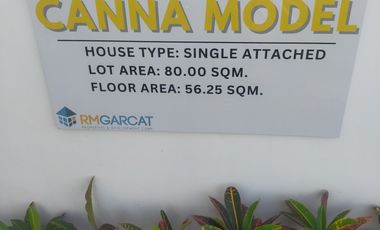 CANNA MODEL
HOUSE TYPE: SINGLE ATTACHED
LOT AREA: 80.00 SQM.
FLOOR AREA: 56.25 SQM.
RMGARCAT